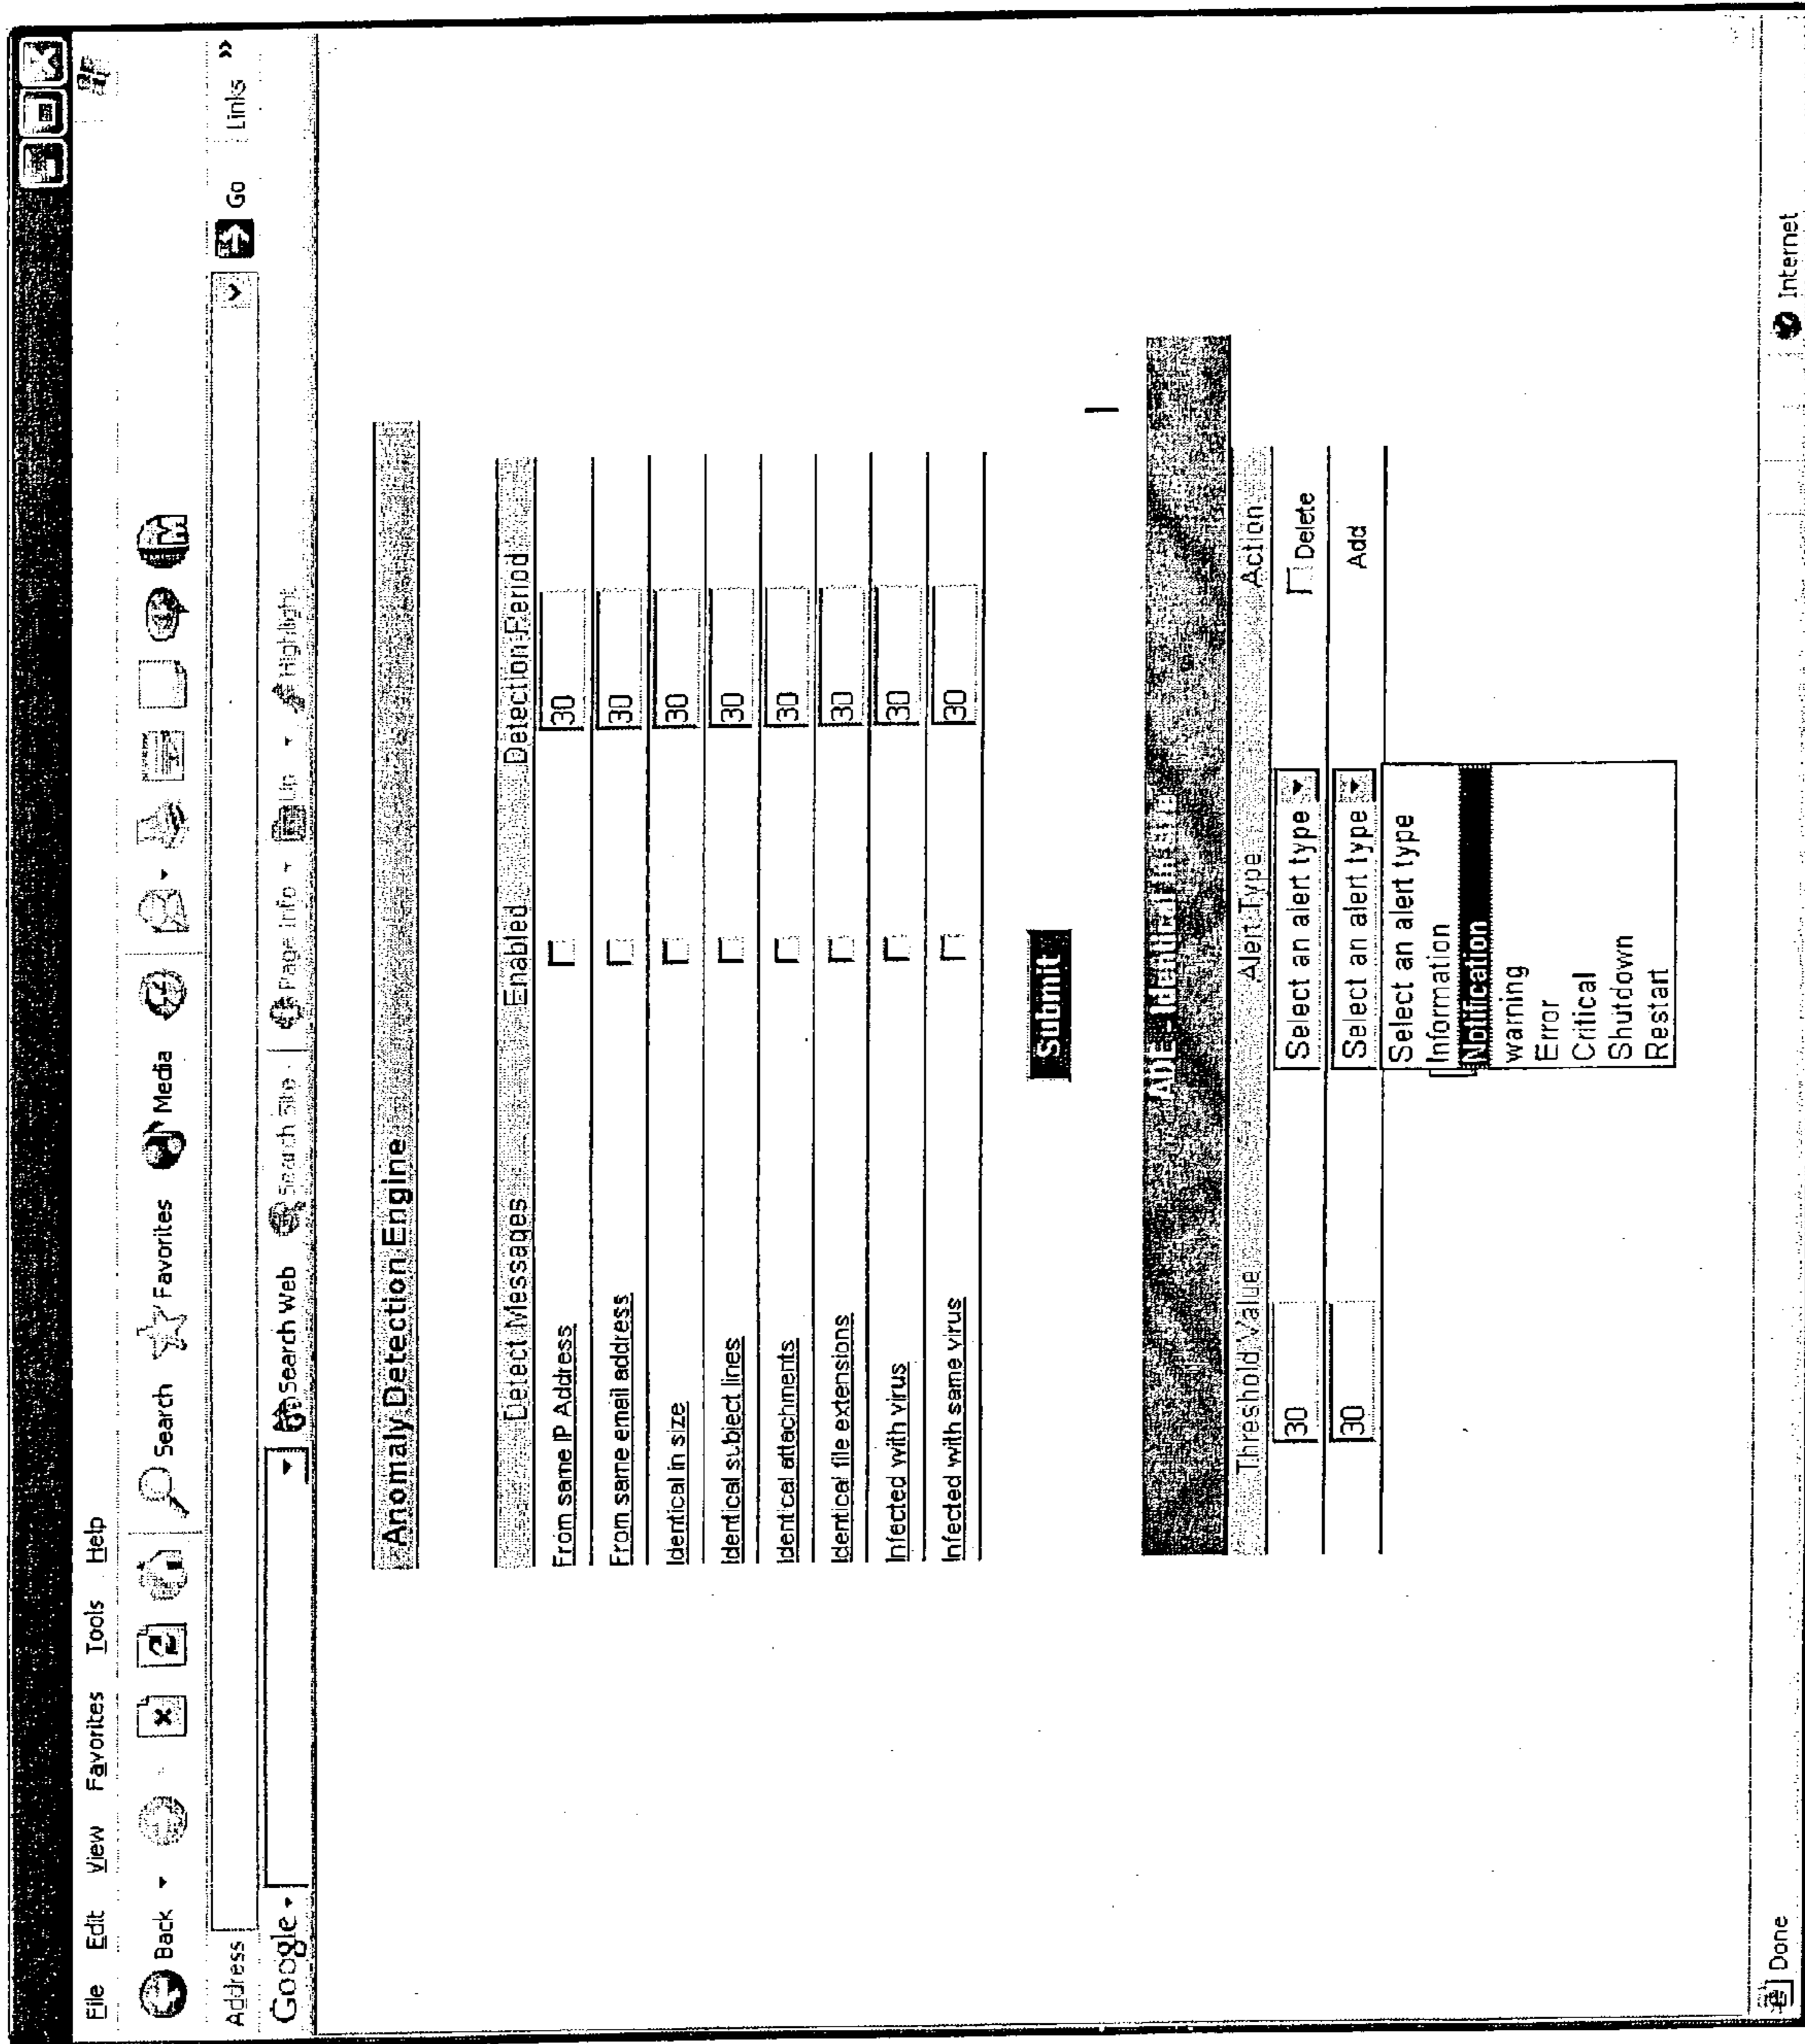 File Edit View Favorites Tools Help
Back Search Favorites Media
Address Go Links »
Google Search Web Search Site Page Info Up Highlight
Anomaly Detection Engine
Detect Messages Enabled Detection Period
From same IP Address 30
From same email address 30
Identical in size 30
Identical subject lines 30
Identical attachments 30
Identical file extensions 30
Infected with virus 30
Infected with same virus 30
Submit
ADE - Identical in size
Threshold Value Alert Type Action
30 Select an alert type Delete
30 Select an alert type Add
Select an alert type
Information
Notification
warning
Error
Critical
Shutdown
Restart
Done Internet